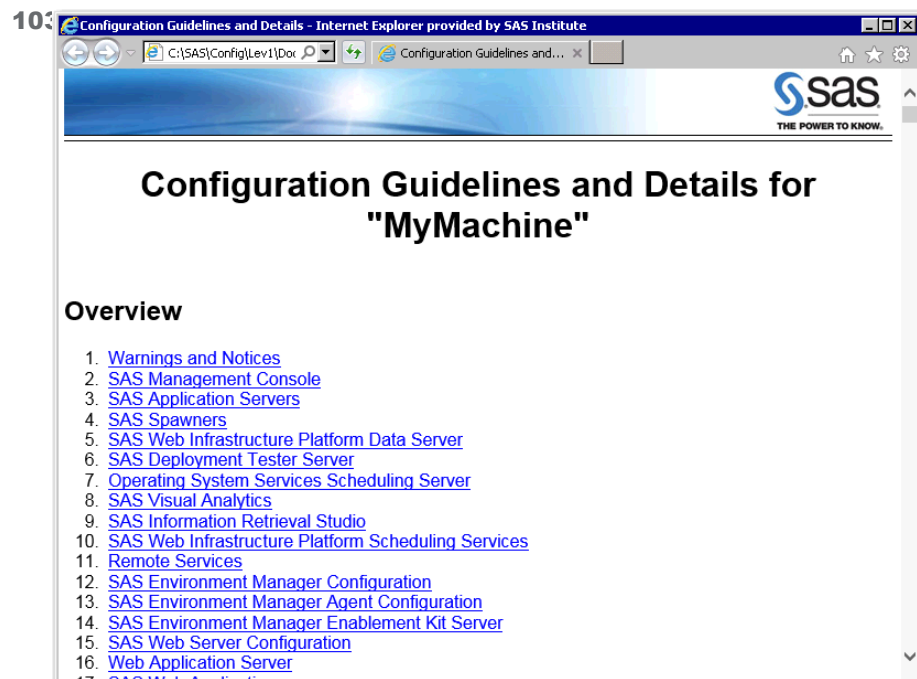 103
Configuration Guidelines and Details - Internet Explorer provided by SAS Institute
C:\SAS\Config\Lev1\Doc
Configuration Guidelines and...
sas
THE POWER TO KNOW.
Configuration Guidelines and Details for
"MyMachine"
Overview
1. Warnings and Notices
2. SAS Management Console
3. SAS Application Servers
4. SAS Spawners
5. SAS Web Infrastructure Platform Data Server
6. SAS Deployment Tester Server
7. Operating System Services Scheduling Server
8. SAS Visual Analytics
9. SAS Information Retrieval Studio
10. SAS Web Infrastructure Platform Scheduling Services
11. Remote Services
12. SAS Environment Manager Configuration
13. SAS Environment Manager Agent Configuration
14. SAS Environment Manager Enablement Kit Server
15. SAS Web Server Configuration
16. Web Application Server
17. SAS Web